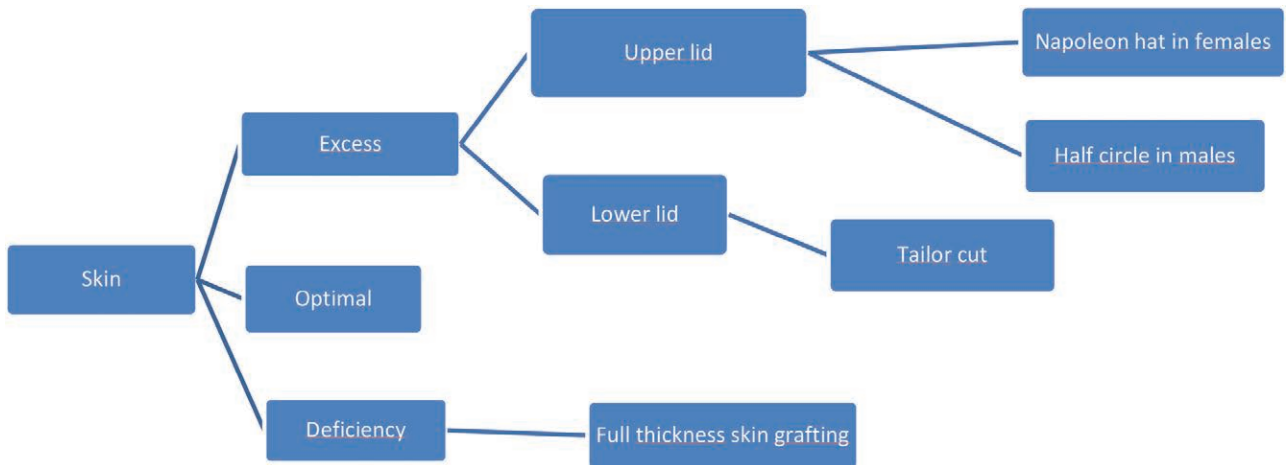 Skin
Excess
Optimal
Deficiency
Upper lid
Lower lid
Full thickness skin grafting
Napoleon hat in females
Half circle in males
Tailor cut